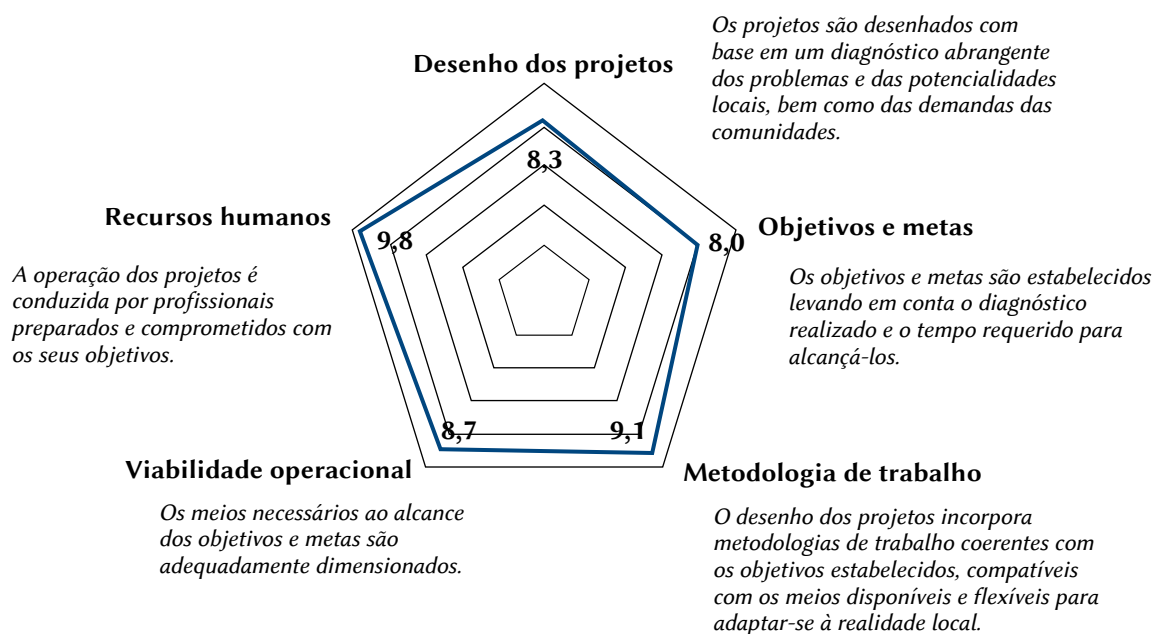 Desenho dos projetos
Os projetos são desenhados com
base em um diagnóstico abrangente
dos problemas e das potencialidades
locais, bem como das demandas das
comunidades.
8,3
Recursos humanos
9,8
A operação dos projetos é
conduzida por profissionais
preparados e comprometidos com
os seus objetivos.
8,0
Objetivos e metas
Os objetivos e metas são estabelecidos
levando em conta o diagnóstico
realizado e o tempo requerido para
alcançá-los.
8,7
9,1
Viabilidade operacional
Os meios necessários ao alcance
dos objetivos e metas são
adequadamente dimensionados.
Metodologia de trabalho
O desenho dos projetos incorpora
metodologias de trabalho coerentes com
os objetivos estabelecidos, compatíveis
com os meios disponíveis e flexíveis para
adaptar-se à realidade local.